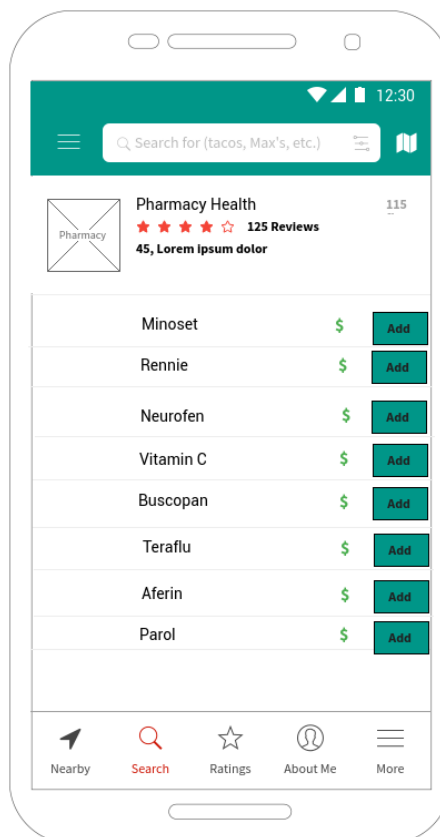 12:30
Search for (tacos, Max's, etc.)
Pharmacy Health 115
Pharmacy
125 Reviews
45, Lorem ipsum dolor
Minoset $ Add
Rennie $ Add
Neurofen $ Add
Vitamin C $ Add
Buscopan $ Add
Teraflu $ Add
Aferin $ Add
Parol $ Add
Nearby Search Ratings About Me More